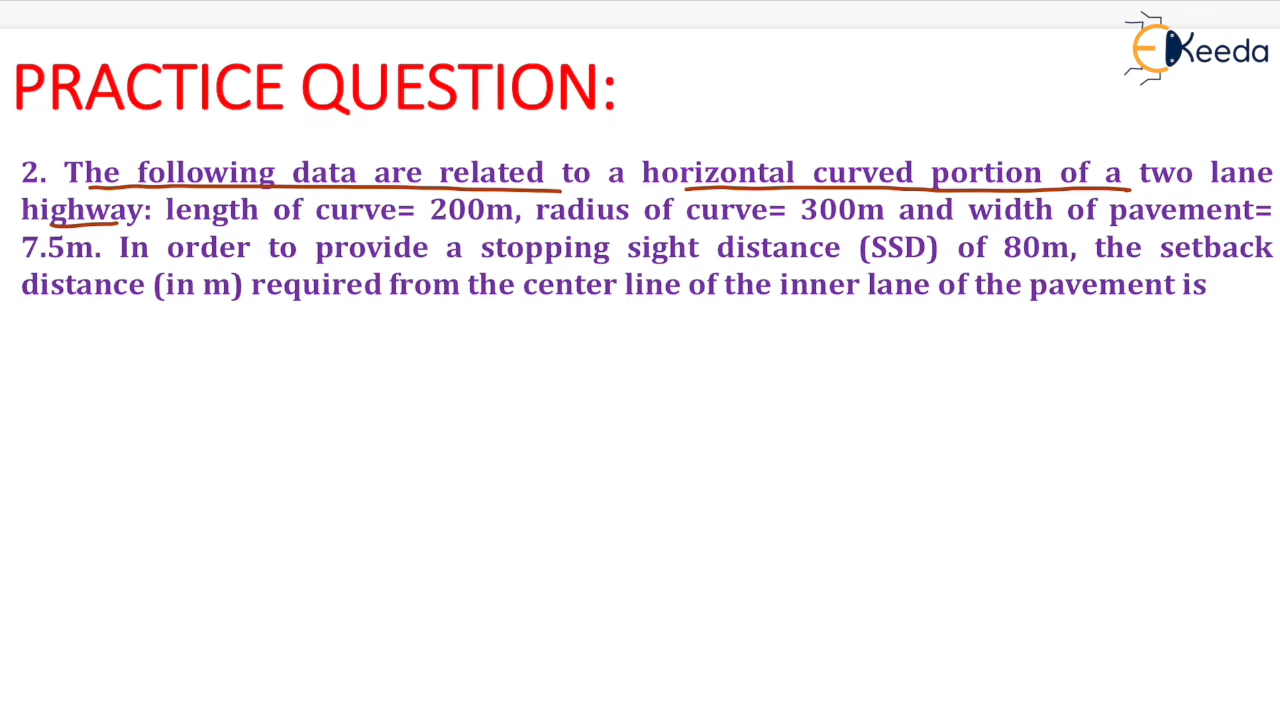 EKeeda
PRACTICE QUESTION:
2. The following data are related to a horizontal curved portion of a two lane
highway: length of curve= 200m, radius of curve= 300m and width of pavement=
7.5m. In order to provide a stopping sight distance (SSD) of 80m, the setback
distance (in m) required from the center line of the inner lane of the pavement is